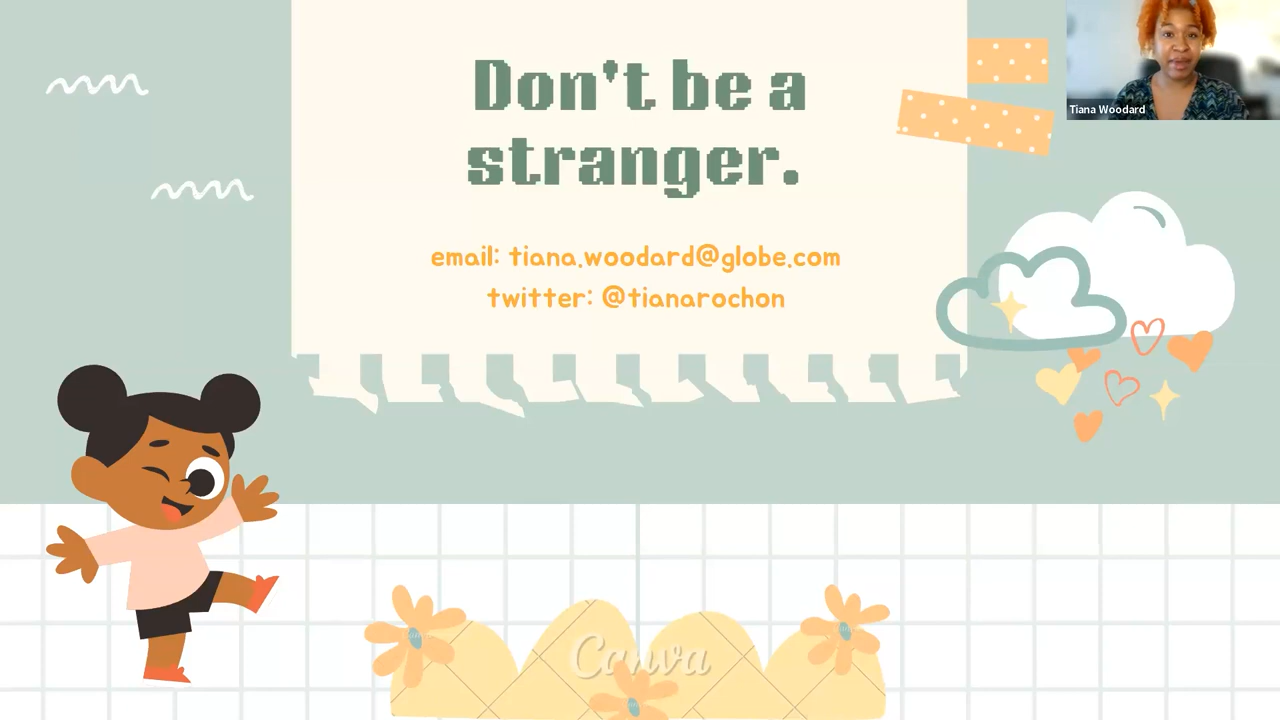 Don't be a
stranger.
email: tiana.woodard@globe.com
twitter: @tianarochon
Tiana Woodard
Canva